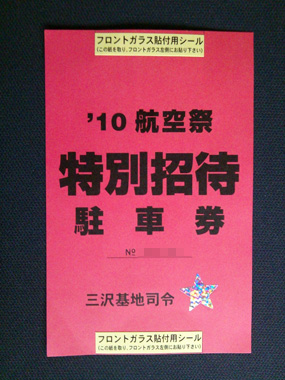 フロントガラス貼付用シール
(この紙を取り、フロントガラス左側にお貼り下さい)
’10 航空祭
特別招待
駐車券
№
三沢基地司令
フロントガラス貼付用シール
(この紙を取り、フロントガラス左側にお貼り下さい)